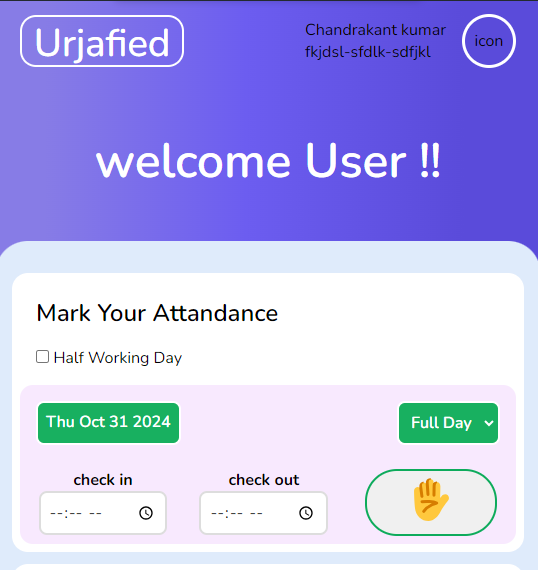 Urjafied
Chandrakant kumar
fkjdsl-sfdlk-sdfjkl
icon
welcome User !!
Mark Your Attandance
Half Working Day
Thu Oct 31 2024
Full Day
check in
check out
--:-- --
--:-- --